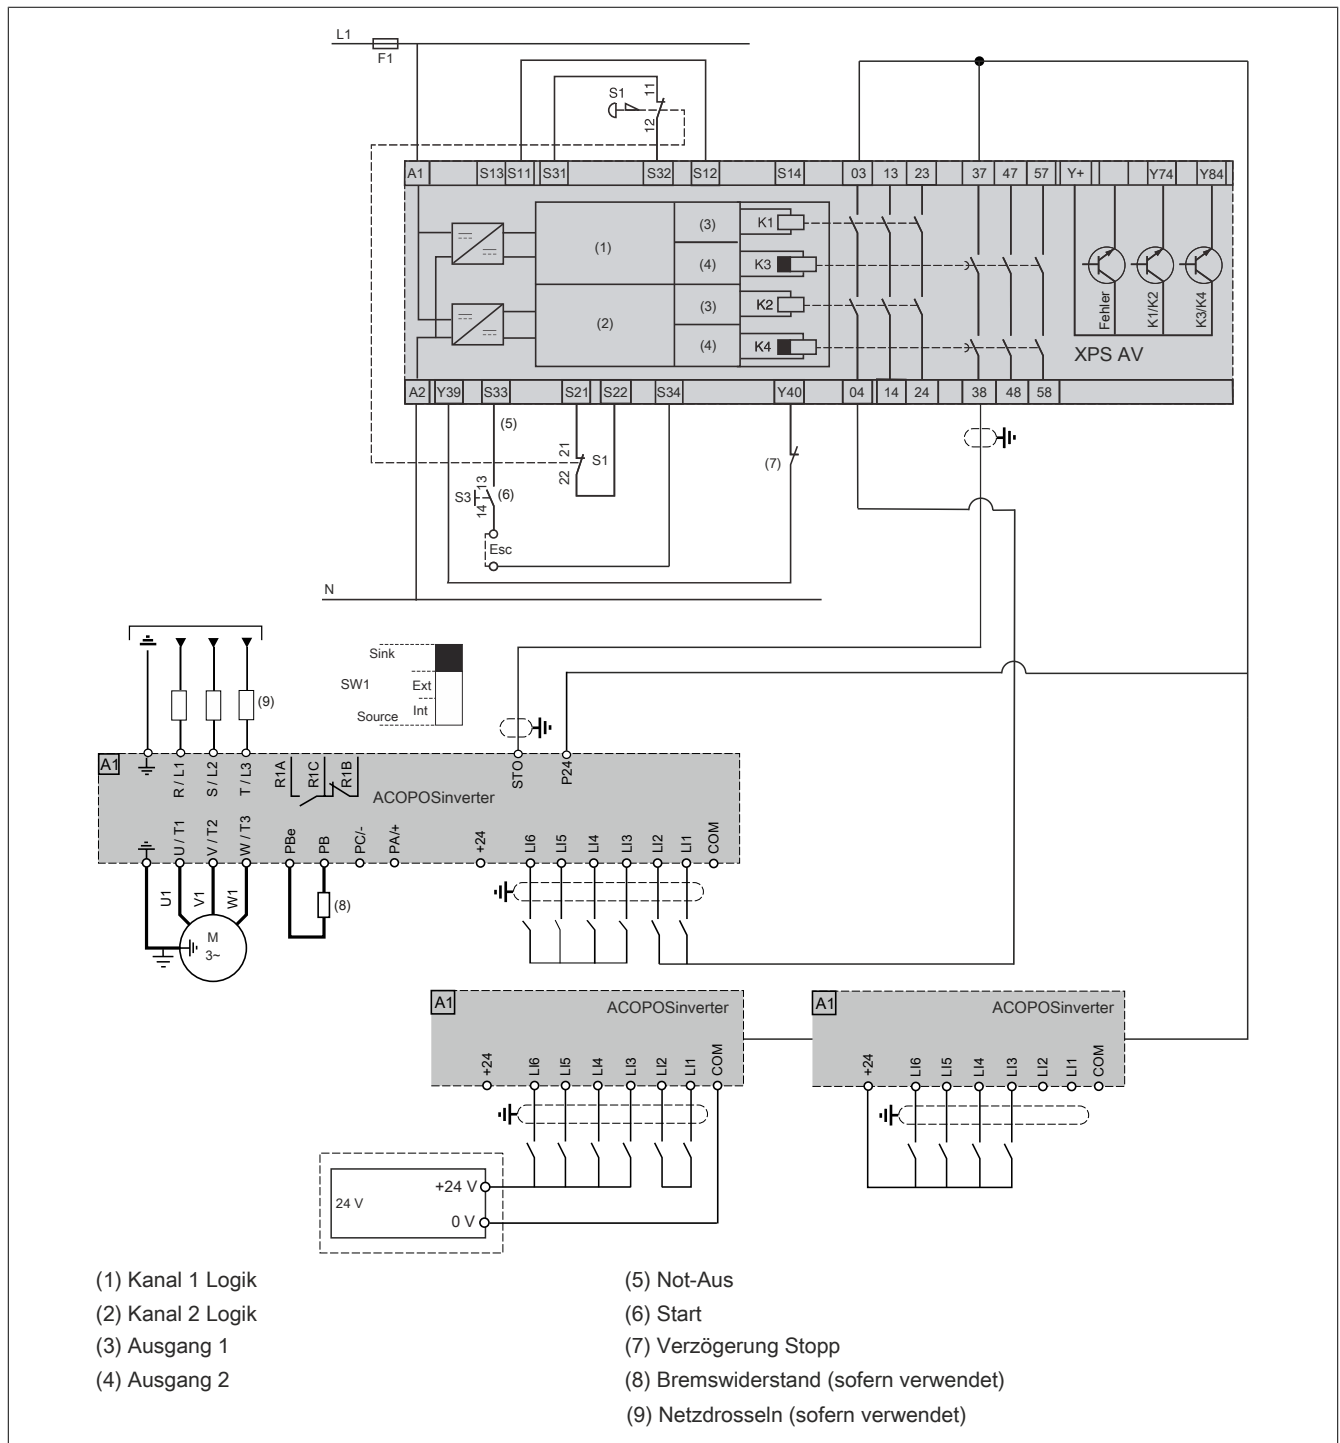 L1
F1
S1
11
12
A1 S13 S11 S31 S32 S12 S14 03 13 23 37 47 57 Y+ Y74 Y84
(1)
(3)
K1
(4)
K3
(2)
(3)
K2
(4)
K4
Fehler
K1/K2
K3/K4
XPS AV
A2 Y39 S33 S21 S22 S34 Y40 04 14 24 38 48 58
(5)
21
22
S1
(7)
S3
13
14
(6)
Esc
N
Sink
SW1
Ext
Int
Source
(9)
A1
R / L1
S / L2
T / L3
R1A
R1C
R1B
ACOPOSinverter
STO
P24
U / T1
V / T2
W / T3
PBe
PB
PC/-
PA/+
+24
LI6
LI5
LI4
LI3
LI2
LI1
COM
U1
V1
W1
(8)
M
3~
A1
ACOPOSinverter
+24
LI6
LI5
LI4
LI3
LI2
LI1
COM
A1
ACOPOSinverter
+24
LI6
LI5
LI4
LI3
LI2
LI1
COM
24 V
+24 V
0 V
(1) Kanal 1 Logik
(2) Kanal 2 Logik
(3) Ausgang 1
(4) Ausgang 2
(5) Not-Aus
(6) Start
(7) Verzögerung Stopp
(8) Bremswiderstand (sofern verwendet)
(9) Netzdrosseln (sofern verwendet)